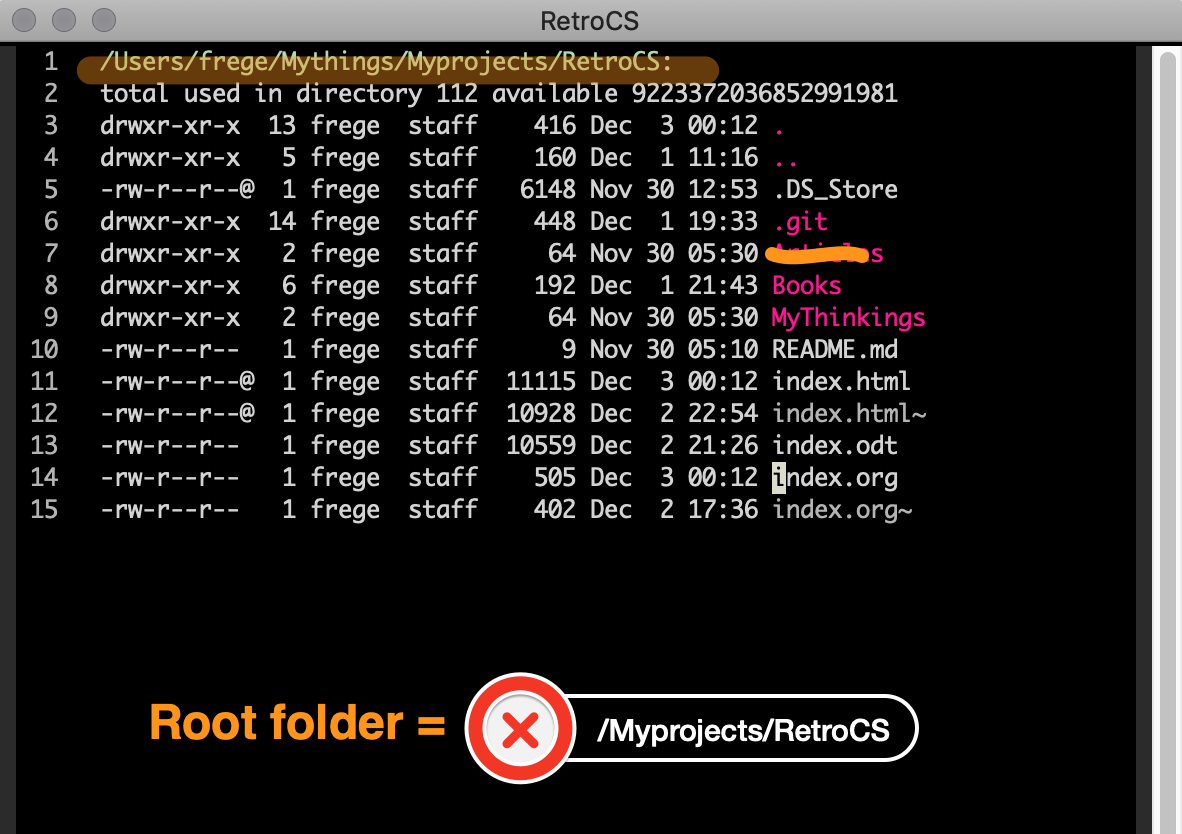 RetroCS
1 /Users/frege/Mythings/Myprojects/RetroCS:
2 total used in directory 112 available 9223372036852991981
3 drwxr-xr-x 13 frege staff 416 Dec 3 00:12 .
4 drwxr-xr-x 5 frege staff 160 Dec 1 11:16 ..
5 -rw-r--r--@ 1 frege staff 6148 Nov 30 12:53 .DS_Store
6 drwxr-xr-x 14 frege staff 448 Dec 1 19:33 .git
7 drwxr-xr-x 2 frege staff 64 Nov 30 05:30 Articles
8 drwxr-xr-x 6 frege staff 192 Dec 1 21:43 Books
9 drwxr-xr-x 2 frege staff 64 Nov 30 05:30 MyThinkings
10 -rw-r--r-- 1 frege staff 9 Nov 30 05:10 README.md
11 -rw-r--r--@ 1 frege staff 11115 Dec 3 00:12 index.html
12 -rw-r--r--@ 1 frege staff 10928 Dec 2 22:54 index.html~
13 -rw-r--r-- 1 frege staff 10559 Dec 2 21:26 index.odt
14 -rw-r--r-- 1 frege staff 505 Dec 3 00:12 index.org
15 -rw-r--r-- 1 frege staff 402 Dec 2 17:36 index.org~
Root folder = /Myprojects/RetroCS